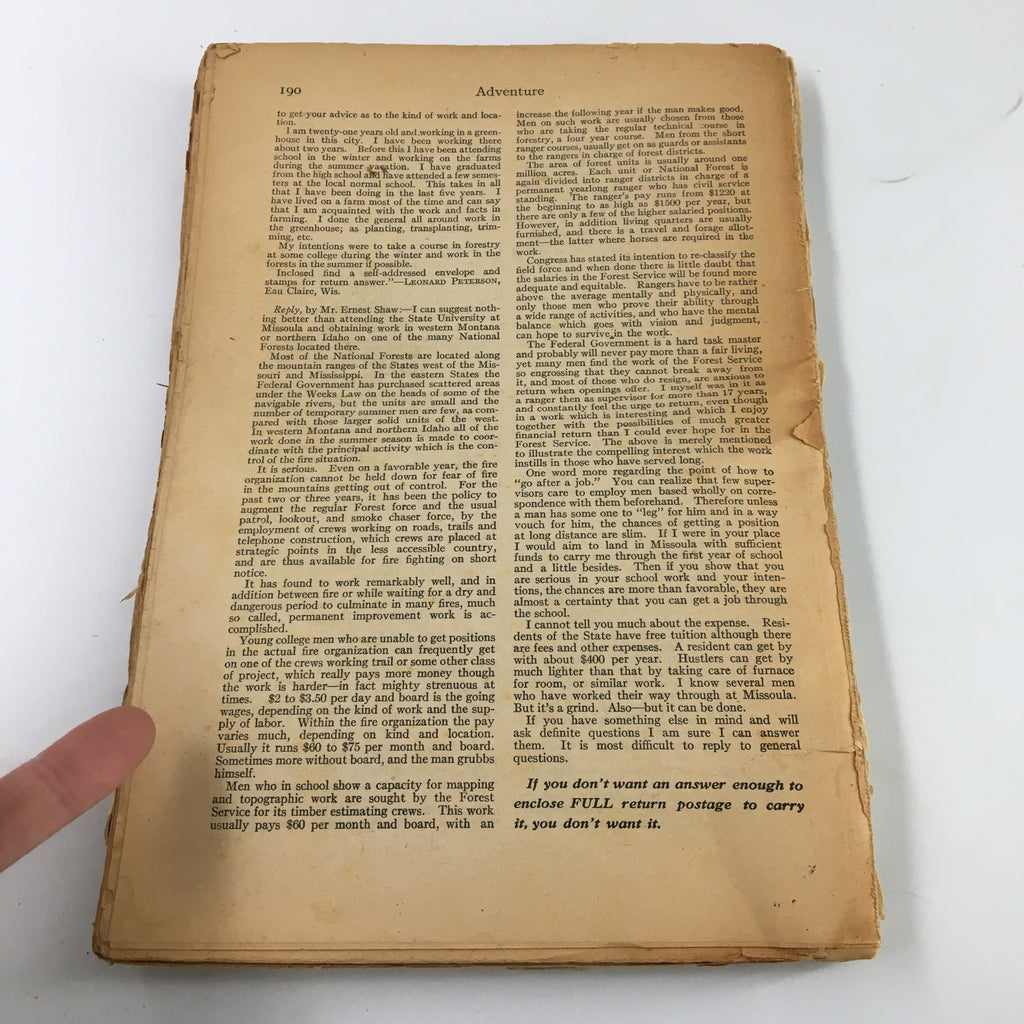 190
Adventure
to get your advice as to the kind of work and loca-
tion.
I am twenty-one years old and working in a green-
house in this city. I have been working there
about two years. Before this I have been attending
school in the winter and working on the farms
during the summer vacation. I have graduated
from the high school and have attended a few semes-
ters at the local normal school. This takes in all
that I have been doing in the last five years. I
have lived on a farm most of the time and can say
that I am acquainted with the work and facts in
farming. I done the general all around work in
the greenhouse; as planting, transplanting, trim-
ming, etc.
My intentions were to take a course in forestry
at some college during the winter and work in the
forests in the summer if possible.
Inclosed find a self-addressed envelope and
stamps for return answer."—LEONARD PETERSON,
Eau Claire, Wis.
Reply, by Mr. Ernest Shaw:—I can suggest noth-
ing better than attending the State University at
Missoula and obtaining work in western Montana
or northern Idaho on one of the many National
Forests located there.
Most of the National Forests are located along
the mountain ranges of the States west of the Mis-
souri and Mississippi. In the eastern States the
Federal Government has purchased scattered areas
under the Weeks Law on the heads of some of the
navigable rivers, but the units are small and the
number of temporary summer men are few, as com-
pared with those larger solid units of the west.
In western Montana and northern Idaho all of the
work done in the summer season is made to coor-
dinate with the principal activity which is the con-
trol of the fire situation.
It is serious. Even on a favorable year, the fire
organization cannot be held down for fear of fire
in the mountains getting out of control. For the
past two or three years, it has been the policy to
augment the regular Forest force and the usual
patrol, lookout, and smoke chaser force, by the
employment of crews working on roads, trails and
telephone construction, which crews are placed at
strategic points in the less accessible country,
and are thus available for fire fighting on short
notice.
It has found to work remarkably well, and in
addition between fire or while waiting for a dry and
dangerous period to culminate in many fires, much
so called, permanent improvement work is ac-
complished.
Young college men who are unable to get positions
in the actual fire organization can frequently get
on one of the crews working trail or some other class
of project, which really pays more money though
the work is harder—in fact mighty strenuous at
times. $2 to $3.50 per day and board is the going
wages, depending on the kind of work and the sup-
ply of labor. Within the fire organization the pay
varies much, depending on kind and location.
Usually it runs $60 to $75 per month and board.
Sometimes more without board, and the man grubbs
himself.
Men who in school show a capacity for mapping
and topographic work are sought by the Forest
Service for its timber estimating crews. This work
usually pays $60 per month and board, with an
increase the following year if the man makes good.
Men on such work are usually chosen from those
who are taking the regular technical course in
forestry, a four year course. Men from the short
ranger courses, usually get on as guards or assistants
to the rangers in charge of forest districts.
The area of forest units is usually around one
million acres. Each unit or National Forest is
again divided into ranger districts in charge of a
permanent yearlong ranger who has civil service
standing. The ranger's pay runs from $1220 at
the beginning to as high as $1500 per year, but
there are only a few of the higher salaried positions.
However, in addition living quarters are usually
furnished, and there is a travel and forage allot-
ment—the latter where horses are required in the
work.
Congress has stated its intention to re-classify the
field force and when done there is little doubt that
the salaries in the Forest Service will be found more
adequate and equitable. Rangers have to be rather
above the average mentally and physically, and
only those men who prove their ability through
a wide range of activities, and who have the mental
balance which goes with vision and judgment,
can hope to survive in the work.
The Federal Government is a hard task master
and probably will never pay more than a fair living,
yet many men find the work of the Forest Service
so engrossing that they cannot break away from
it, and most of those who do resign, are anxious to
return when openings offer. I myself was in it as
a ranger then as supervisor for more than 17 years,
and constantly feel the urge to return, even though
in a work which is interesting and which I enjoy
together with the possibilities of much greater
financial return than I could ever hope for in the
Forest Service. The above is merely mentioned
to illustrate the compelling interest which the work
instills in those who have served long.
One word more regarding the point of how to
"go after a job." You can realize that few super-
visors care to employ men based wholly on corre-
spondence with them beforehand. Therefore unless
a man has some one to "leg" for him and in a way
vouch for him, the chances of getting a position
at long distance are slim. If I were in your place
I would aim to land in Missoula with sufficient
funds to carry me through the first year of school
and a little besides. Then if you show that you
are serious in your school work and your inten-
tions, the chances are more than favorable, they are
almost a certainty that you can get a job through
the school.
I cannot tell you much about the expense. Resi-
dents of the State have free tuition although there
are fees and other expenses. A resident can get by
with about $400 per year. Hustlers can get by
much lighter than that by taking care of furnace
for room, or similar work. I know several men
who have worked their way through at Missoula.
But it's a grind. Also—but it can be done.
If you have something else in mind and will
ask definite questions I am sure I can answer
them. It is most difficult to reply to general
questions.
If you don't want an answer enough to
enclose FULL return postage to carry
it, you don't want it.